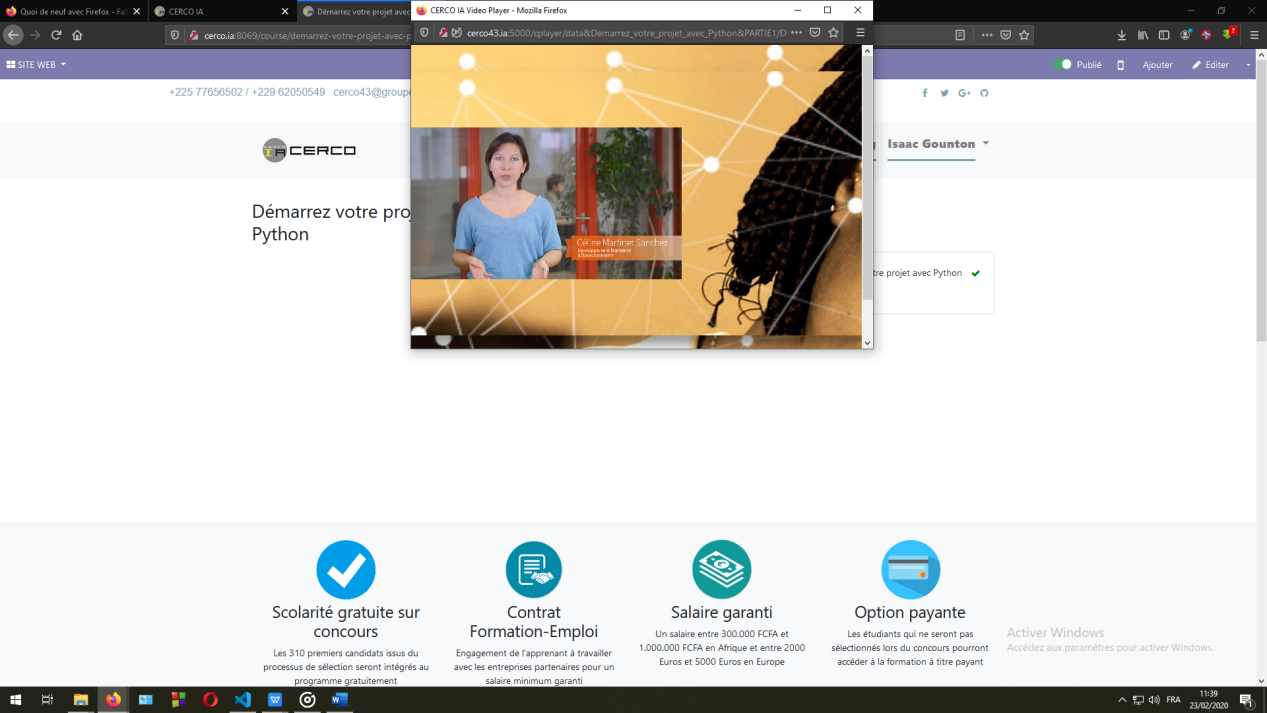 Quoi de neuf avec Firefox - Fai
CERCO IA
Démarrez votre projet avec
CERCO IA Video Player - Mozilla Firefox
cerco.ia:8069/course/demarrez-votre-projet-avec-p
cerco43.ia:5000/cplayer/data&Demarrez_votre_projet_avec_Python&PARTIE1/D
SITE WEB
Publié
Ajouter
Editer
+225 77656502 / +229 62050549
cerco43@groupe
CERCO
Isaac Gounton
Démarrez votre proj
Python
Céline Martinet Sanchez
tre projet avec Python
Scolarité gratuite sur
concours
Les 310 premiers candidats issus du
processus de sélection seront intégrés au
programme gratuitement
Contrat
Formation-Emploi
Engagement de l'apprenant à travailler
avec les entreprises partenaires pour un
salaire minimum garanti
Salaire garanti
Un salaire entre 300.000 FCFA et
1.000.000 FCFA en Afrique et entre 2000
Euros et 5000 Euros en Europe
Option payante
Les étudiants qui ne seront pas
sélectionnés lors du concours pourront
accéder à la formation à titre payant
Activer Windows
Accédez aux paramètres pour activer Windows.
FRA
11:39
23/02/2020